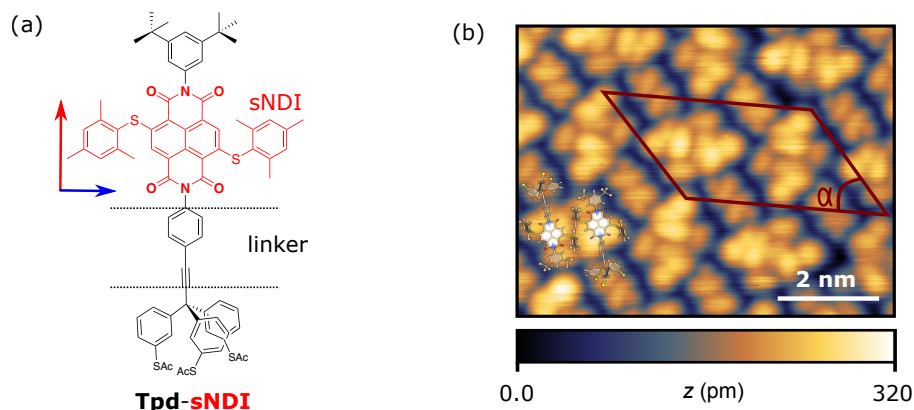 (a)
N
O
O
sNDI
S
S
O
O
N
linker
SAc
AcS
SAc
Tpd-sNDI
(b)
α
2 nm
0.0
z (pm)
320